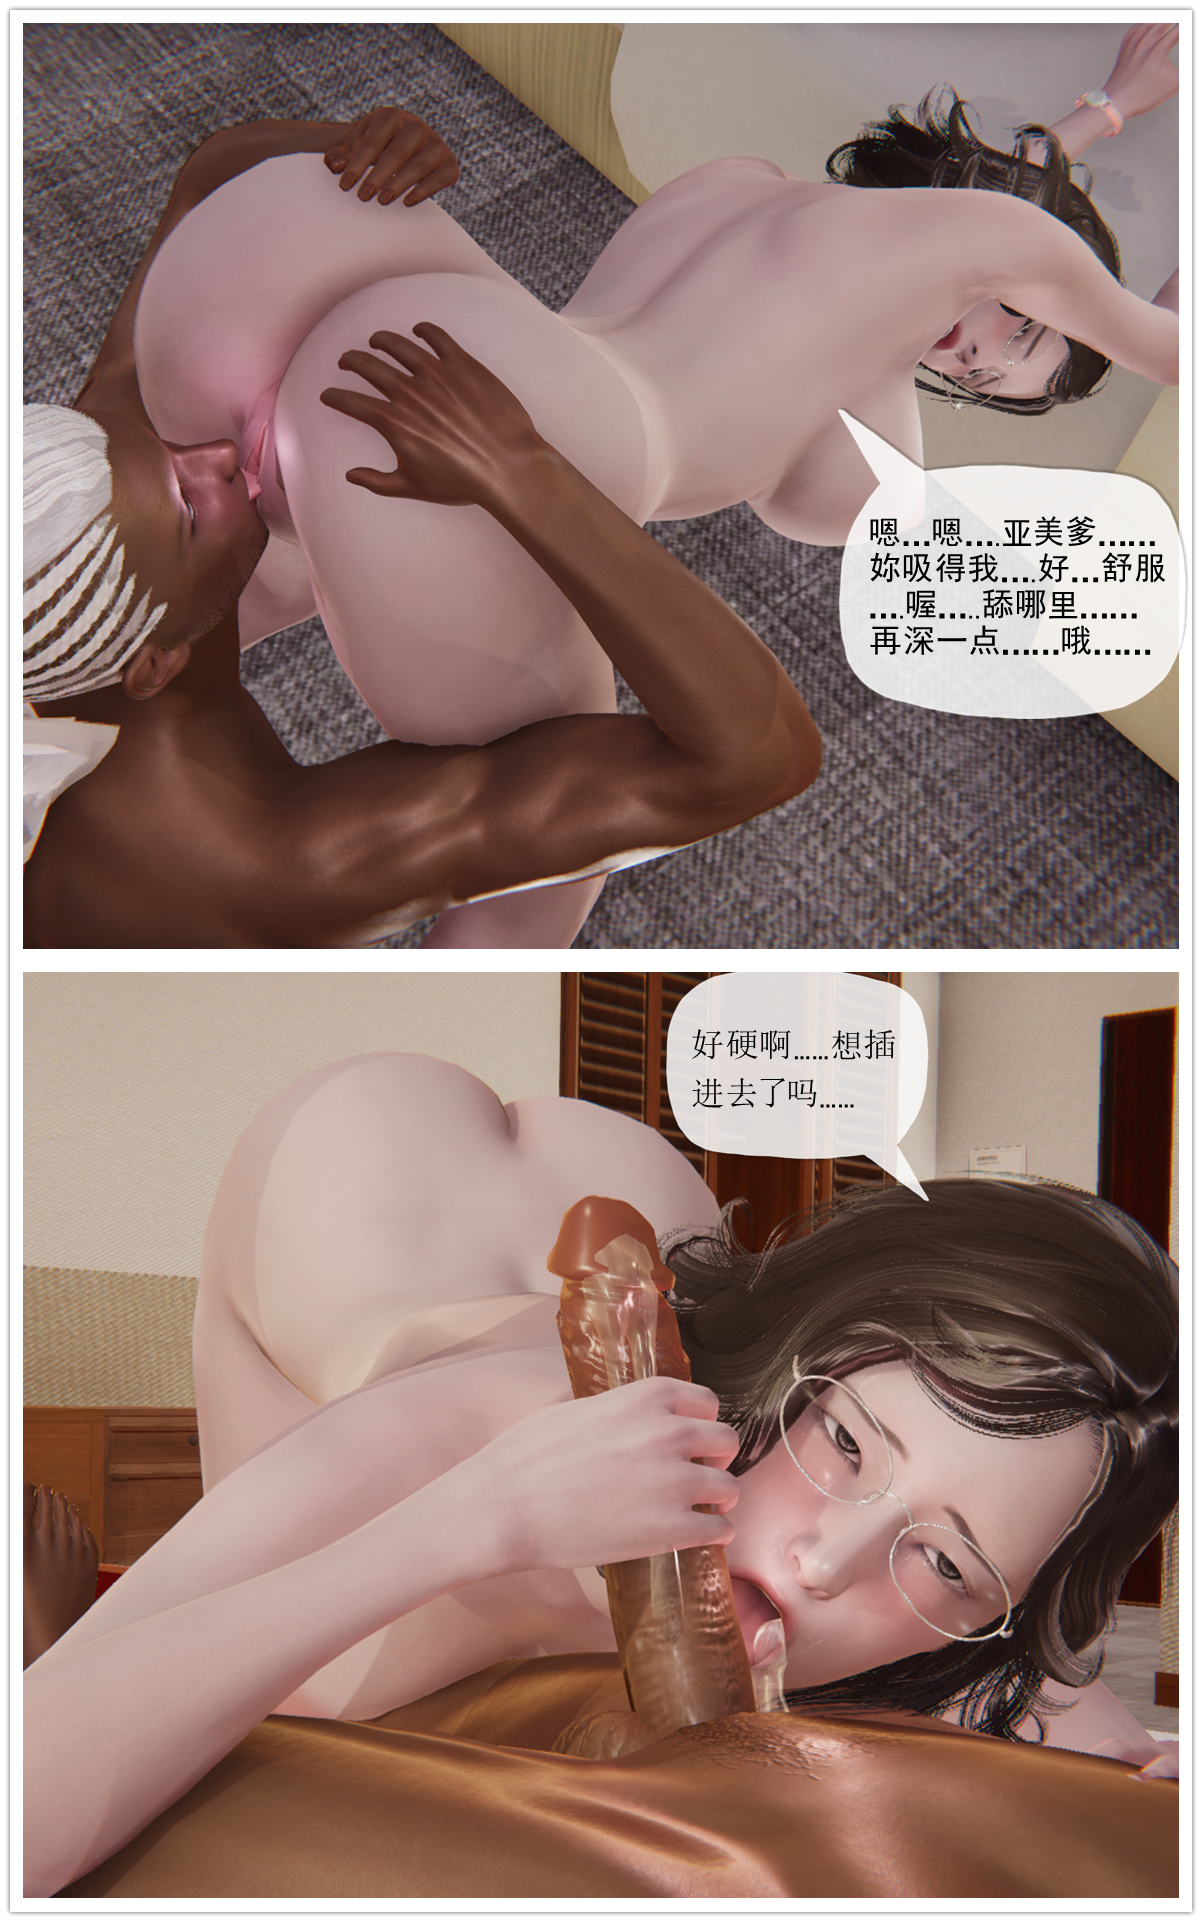 嗯...嗯....亚美爹......
妳吸得我....好...舒服
....喔.....舔哪里......
再深一点......哦......
好硬啊......想插
进去了吗......